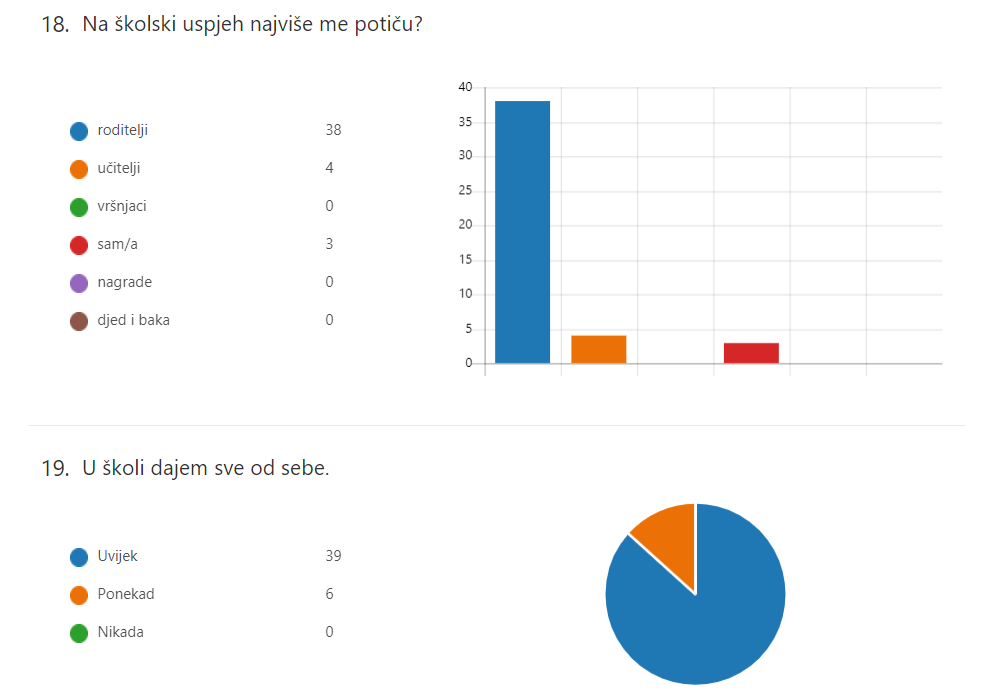 18. Na školski uspjeh najviše me potiču?
roditelji 38
učitelji 4
vršnjaci 0
sam/a 3
nagrade 0
djed i baka 0
40
35
30
25
20
15
10
5
0
19. U školi dajem sve od sebe.
Uvijek 39
Ponekad 6
Nikada 0